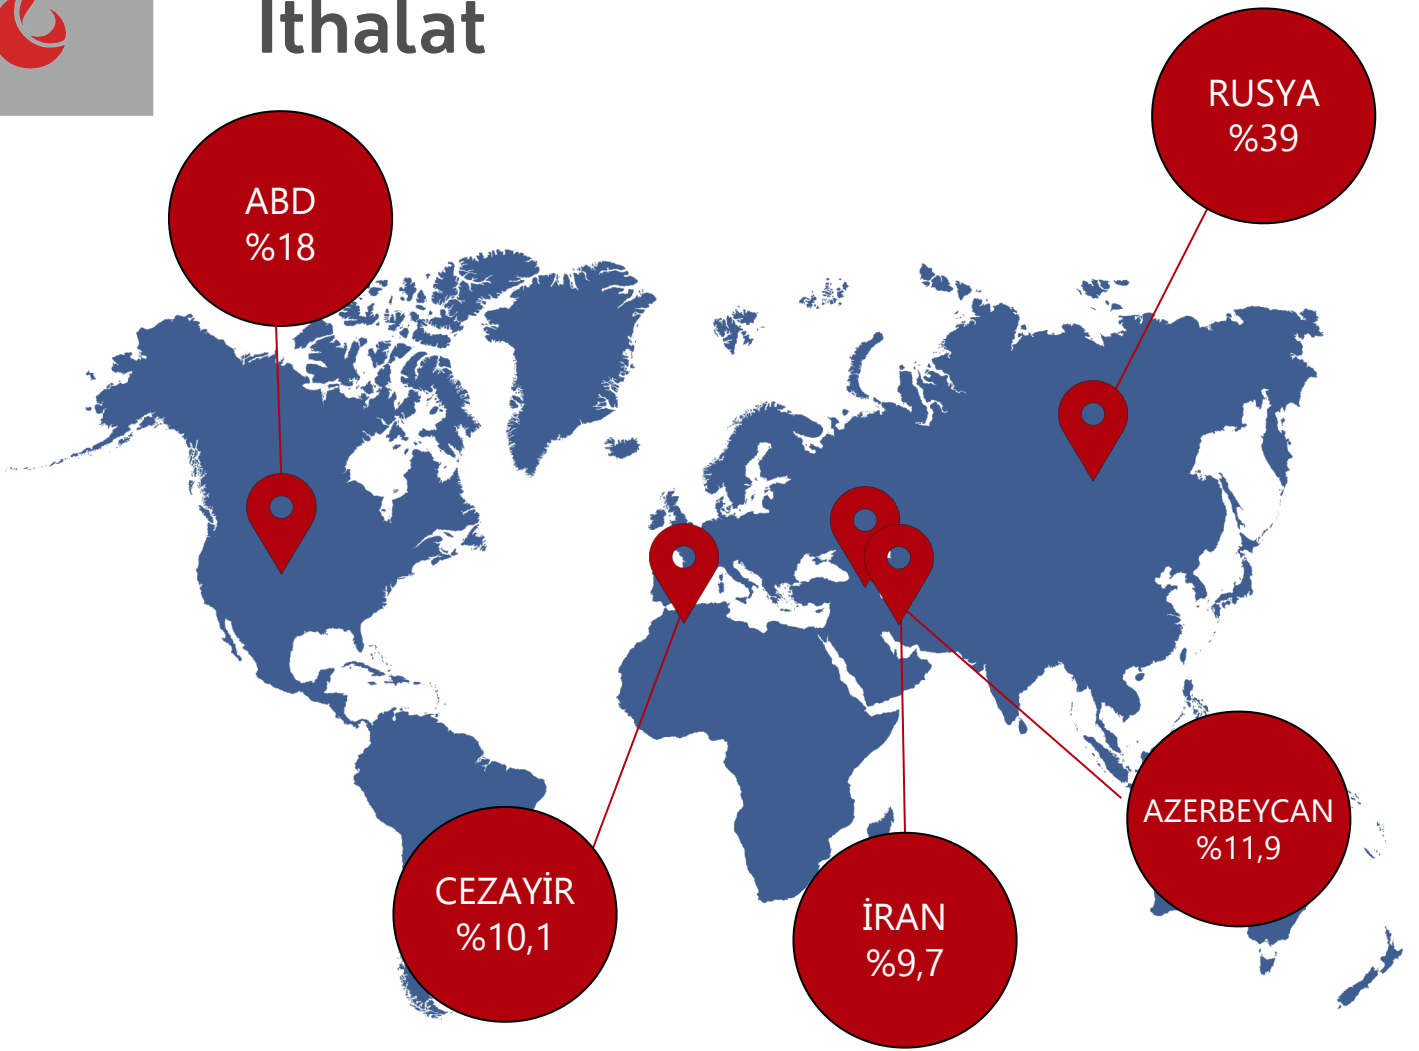 İthalat
RUSYA
%39
ABD
%18
AZERBEYCAN
%11,9
CEZAYİR
%10,1
İRAN
%9,7